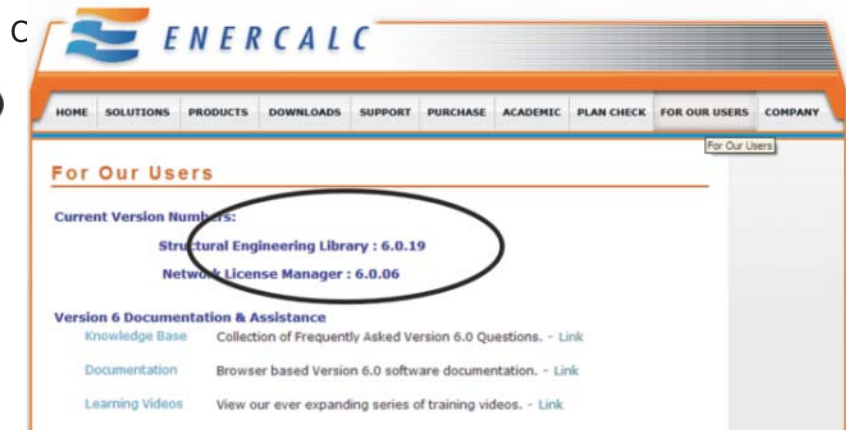 C
ENERCALC
HOME SOLUTIONS PRODUCTS DOWNLOADS SUPPORT PURCHASE ACADEMIC PLAN CHECK FOR OUR USERS COMPANY
For Our Users
For Our Users
Current Version Numbers:
Structural Engineering Library : 6.0.19
Network License Manager : 6.0.06
Version 6 Documentation & Assistance
Knowledge Base Collection of Frequently Asked Version 6.0 Questions. - Link
Documentation Browser based Version 6.0 software documentation. - Link
Learning Videos View our ever expanding series of training videos. - Link